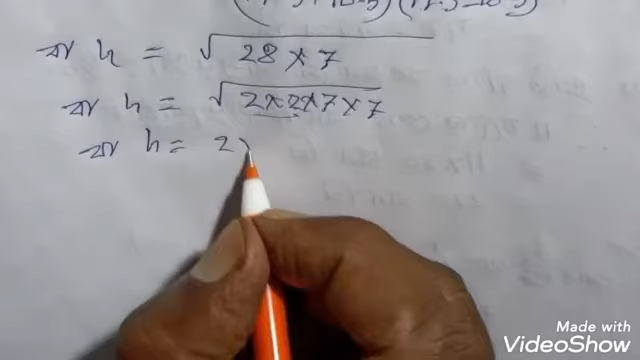 বা h = √28 × 7
বা h = √2×2×7×7
বা h = 2×
Made with
VideoShow